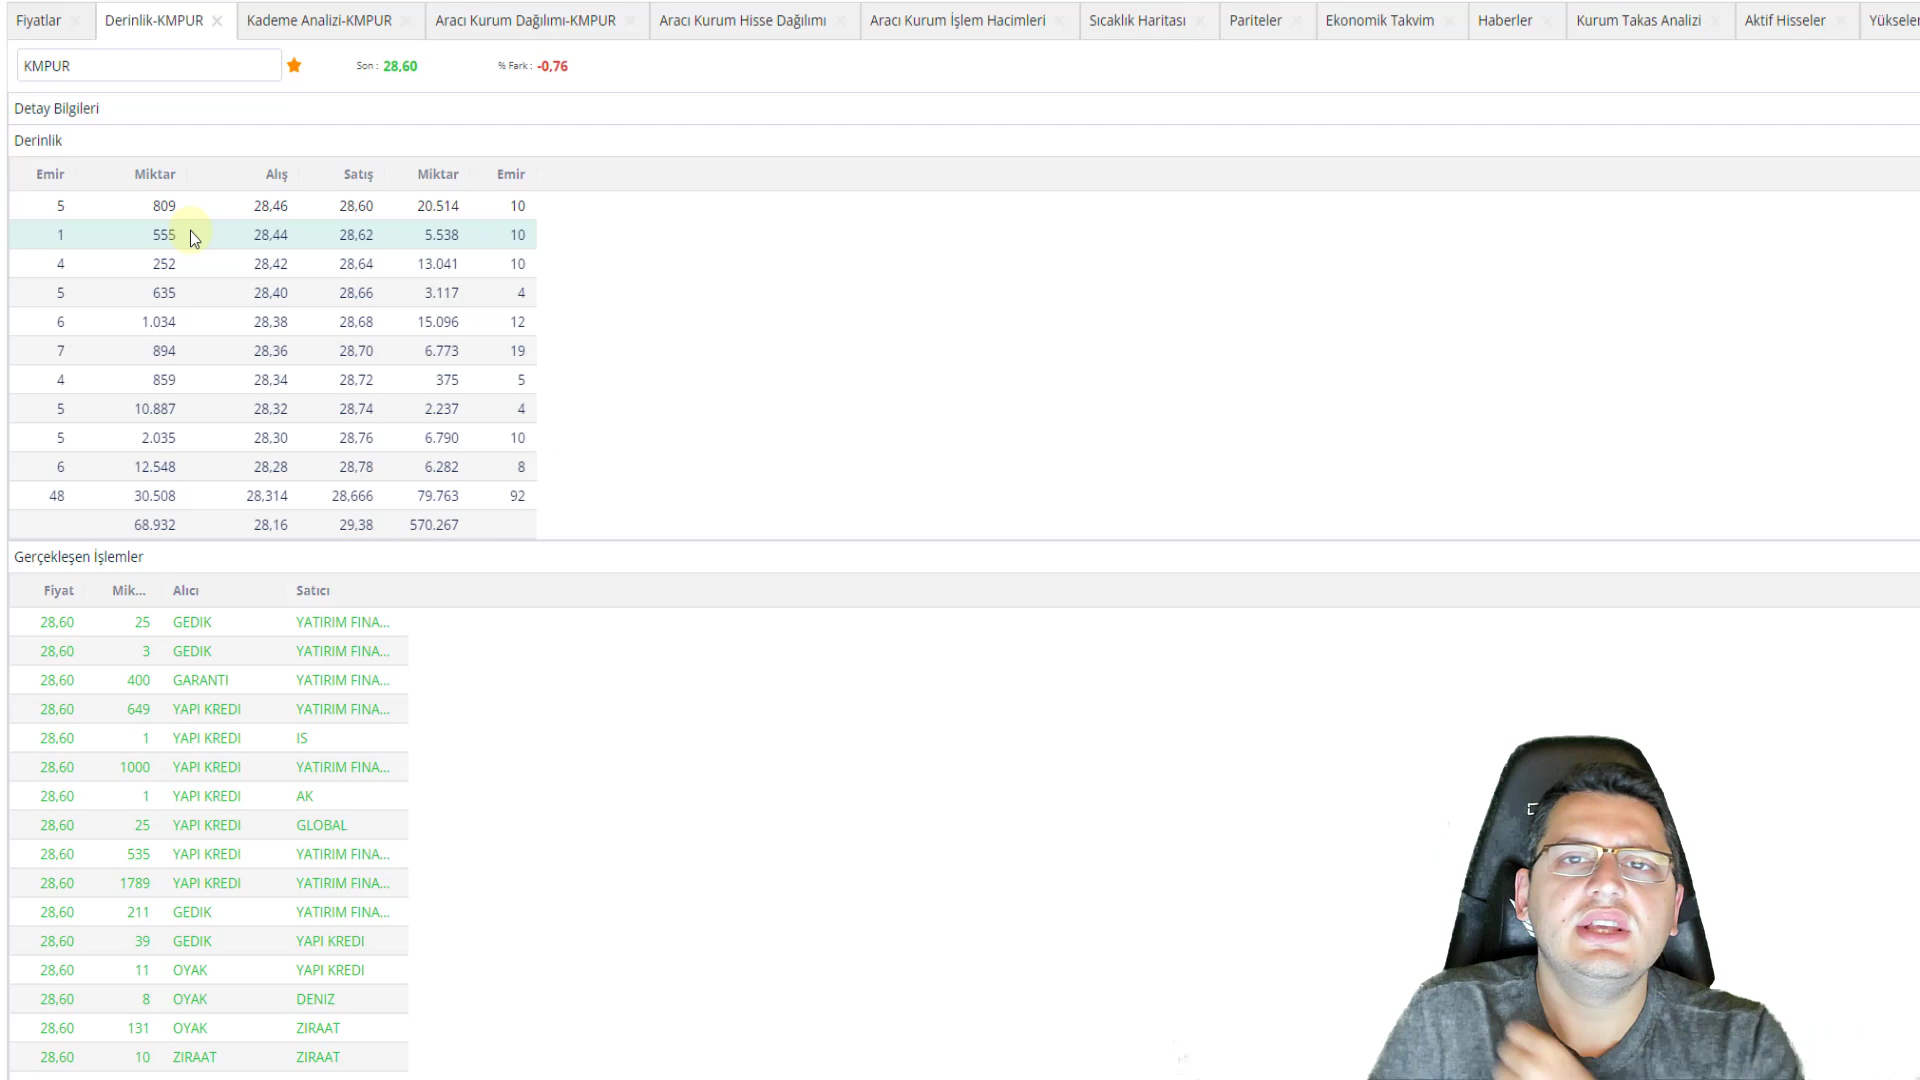 Fiyatlar Derinlik-KMPUR Kademe Analizi-KMPUR Aracı Kurum Dağılımı-KMPUR Aracı Kurum Hisse Dağılımı Aracı Kurum İşlem Hacimleri Sıcaklık Haritası Pariteler Ekonomik Takvim Haberler Kurum Takas Analizi Aktif Hisseler Yükseler
KMPUR Son : 28,60 % Fark : -0,76
Detay Bilgileri
Derinlik
Emir Miktar Alış Satış Miktar Emir
5 809 28,46 28,60 20.514 10
1 555 28,44 28,62 5.538 10
4 252 28,42 28,64 13.041 10
5 635 28,40 28,66 3.117 4
6 1.034 28,38 28,68 15.096 12
7 894 28,36 28,70 6.773 19
4 859 28,34 28,72 375 5
5 10.887 28,32 28,74 2.237 4
5 2.035 28,30 28,76 6.790 10
6 12.548 28,28 28,78 6.282 8
48 30.508 28,314 28,666 79.763 92
68.932 28,16 29,38 570.267
Gerçekleşen İşlemler
Fiyat Mik... Alıcı Satıcı
28,60 25 GEDIK YATIRIM FINA...
28,60 3 GEDIK YATIRIM FINA...
28,60 400 GARANTI YATIRIM FINA...
28,60 649 YAPI KREDI YATIRIM FINA...
28,60 1 YAPI KREDI IS
28,60 1000 YAPI KREDI YATIRIM FINA...
28,60 1 YAPI KREDI AK
28,60 25 YAPI KREDI GLOBAL
28,60 535 YAPI KREDI YATIRIM FINA...
28,60 1789 YAPI KREDI YATIRIM FINA...
28,60 211 GEDIK YATIRIM FINA...
28,60 39 GEDIK YAPI KREDI
28,60 11 OYAK YAPI KREDI
28,60 8 OYAK DENIZ
28,60 131 OYAK ZIRAAT
28,60 10 ZIRAAT ZIRAAT